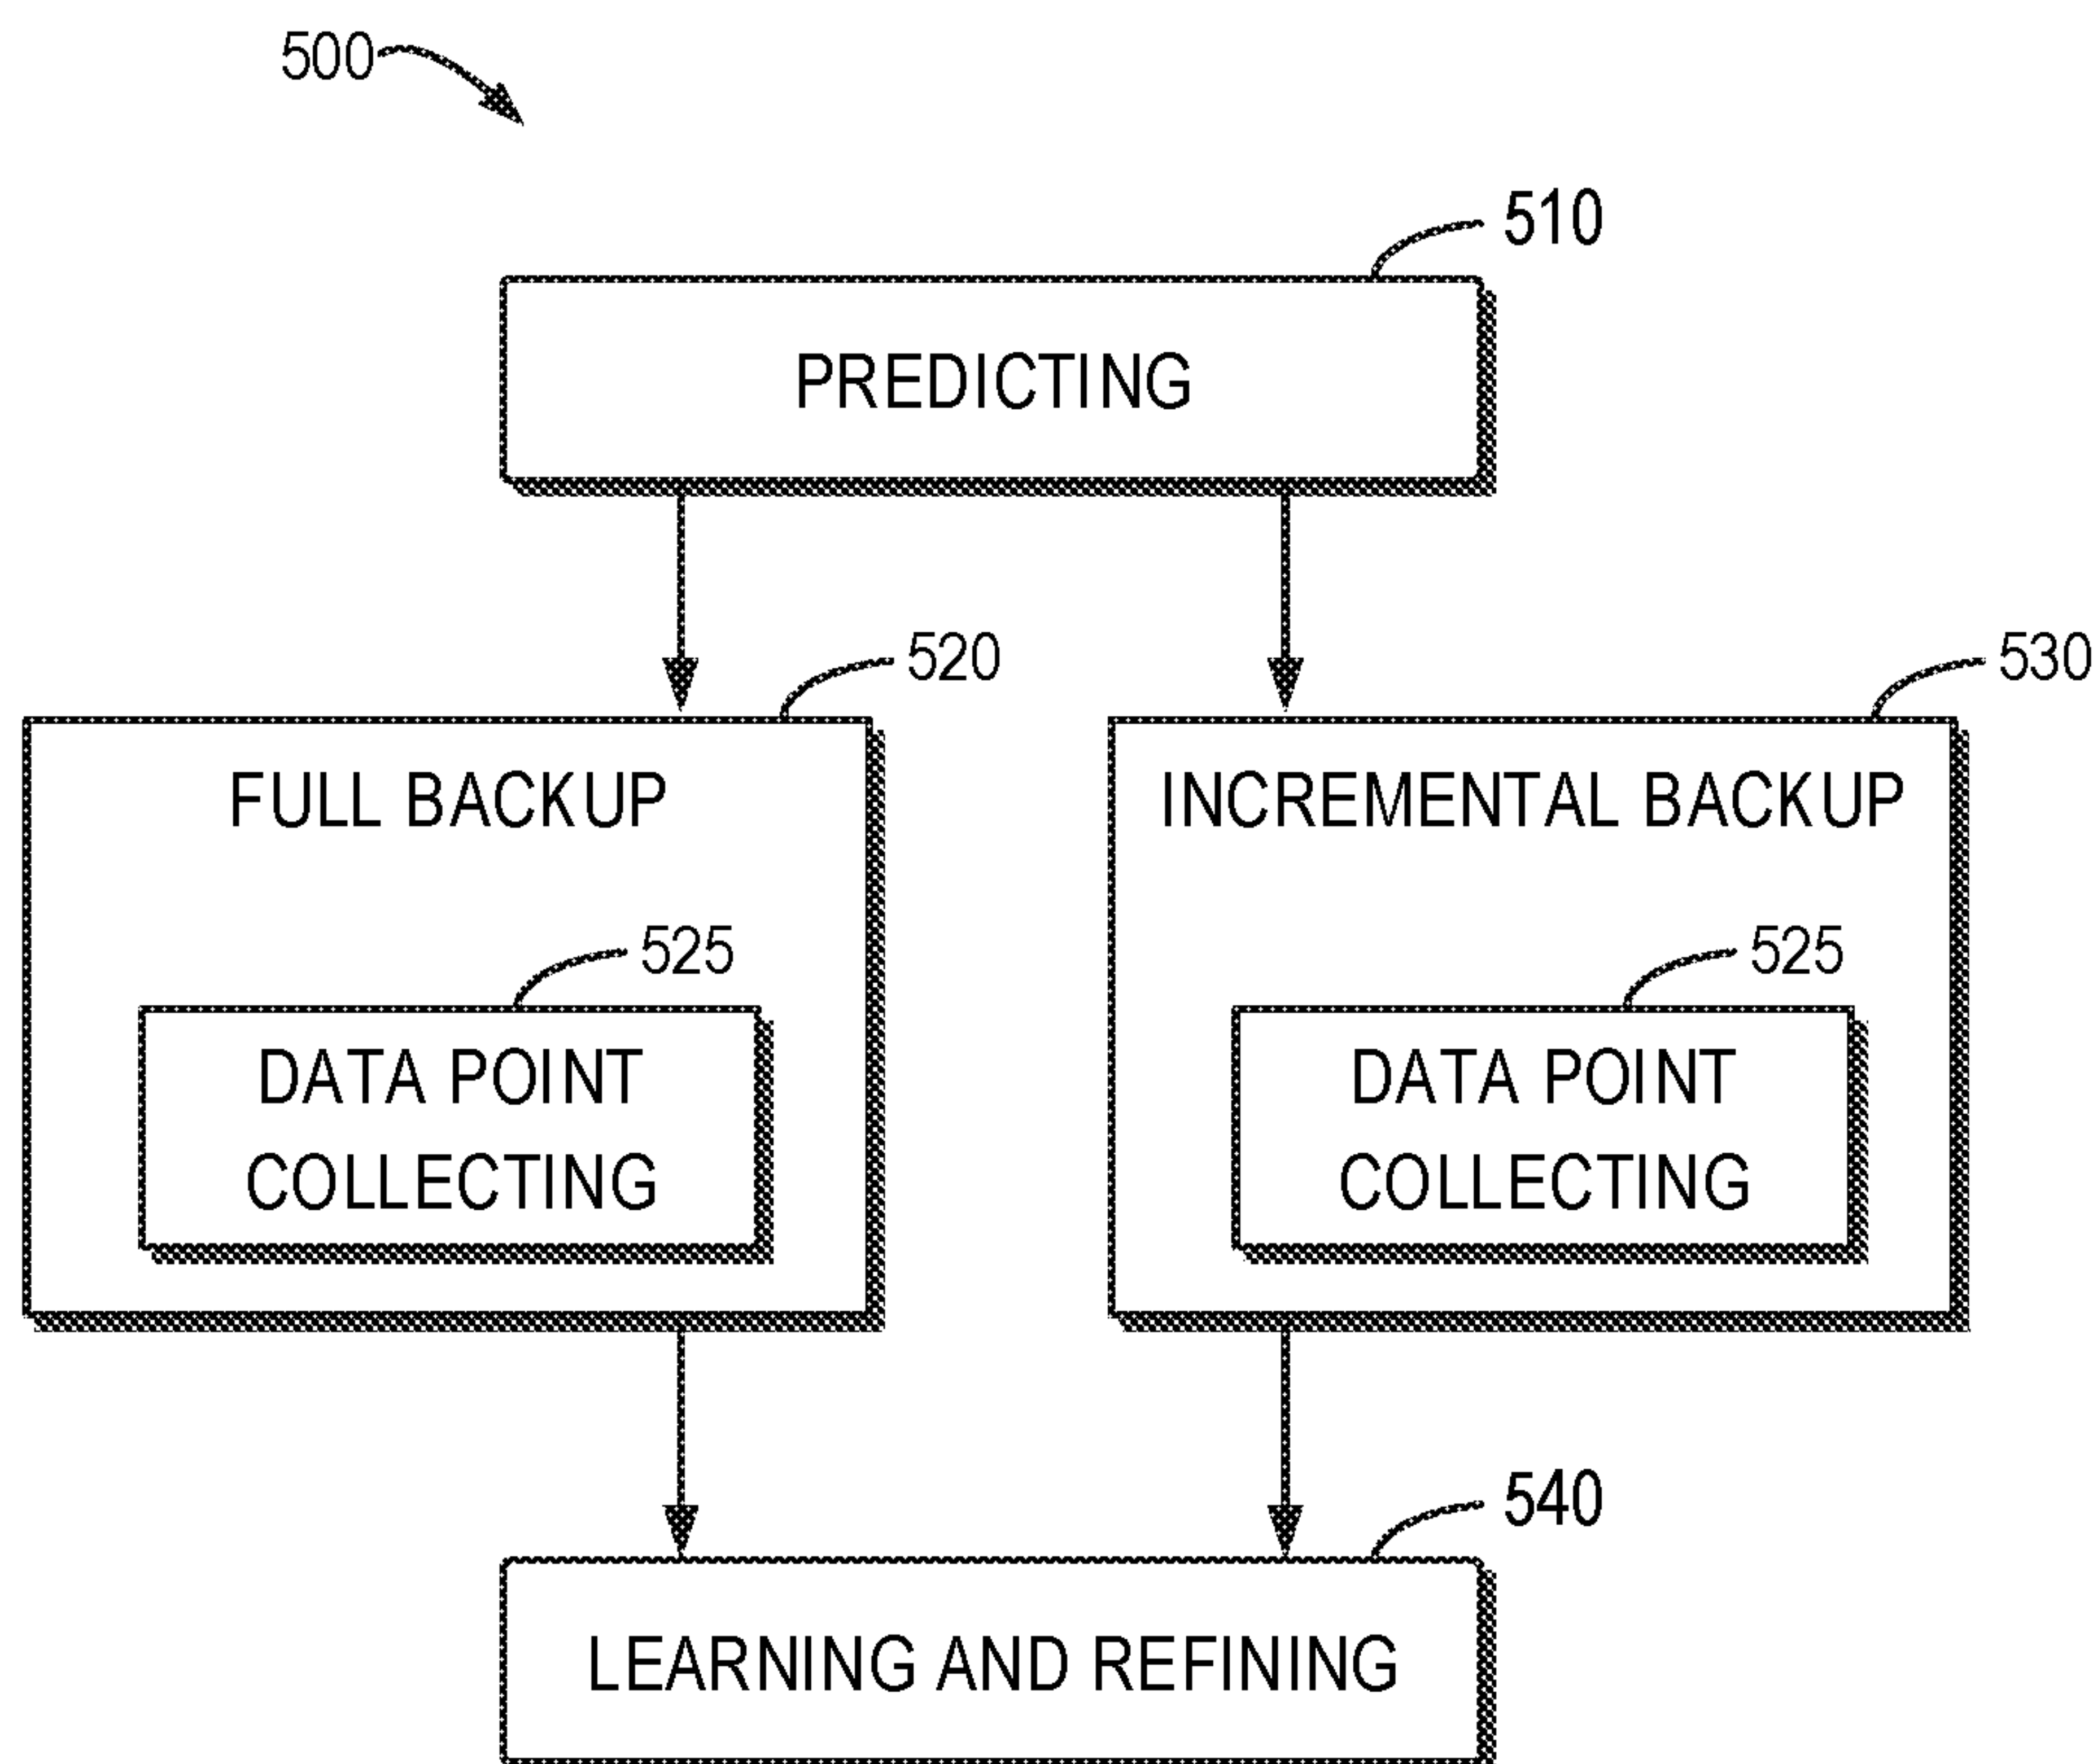 500
510
PREDICTING
520
530
FULL BACKUP
INCREMENTAL BACKUP
525
525
DATA POINT
COLLECTING
DATA POINT
COLLECTING
540
LEARNING AND REFINING